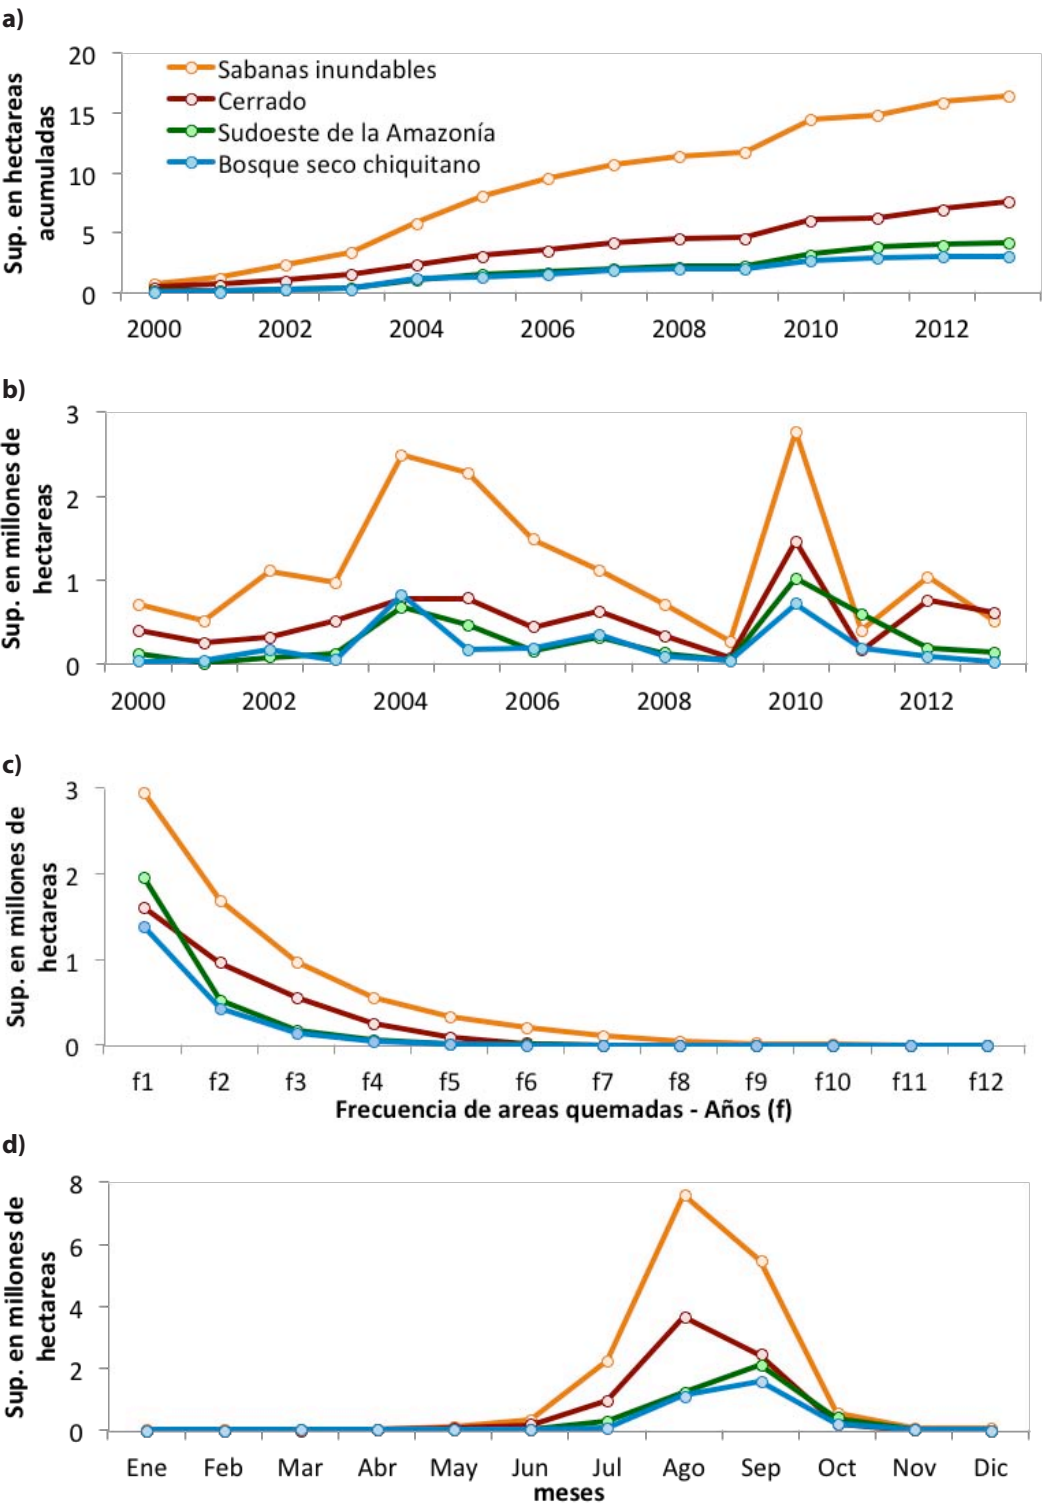 a)
Sup. en hectareas
acumuladas
20
15
10
5
0
Sabanas inundables
Cerrado
Sudoeste de la Amazonía
Bosque seco chiquitano
2000 2002 2004 2006 2008 2010 2012
b)
Sup. en millones de
hectareas
3
2
1
0
2000 2002 2004 2006 2008 2010 2012
c)
Sup. en millones de
hectareas
3
2
1
0
f1 f2 f3 f4 f5 f6 f7 f8 f9 f10 f11 f12
Frecuencia de areas quemadas - Años (f)
d)
Sup. en millones de
hectareas
8
6
4
2
0
Ene Feb Mar Abr May Jun Jul Ago Sep Oct Nov Dic
meses